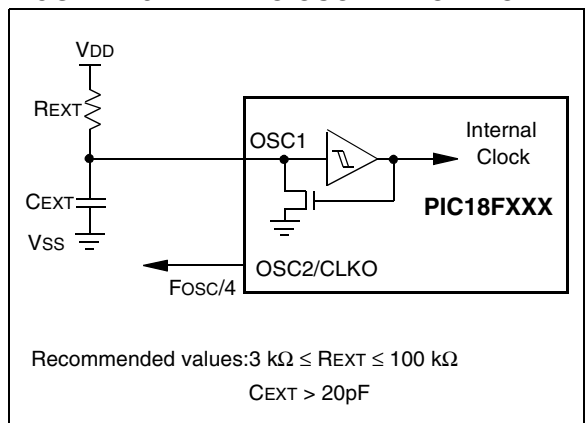 VDD
REXT
OSC1
Internal
Clock
CEXT
PIC18FXXX
VSS
OSC2/CLKO
FOSC/4
Recommended values:3 kΩ ≤ REXT ≤ 100 kΩ
CEXT > 20pF